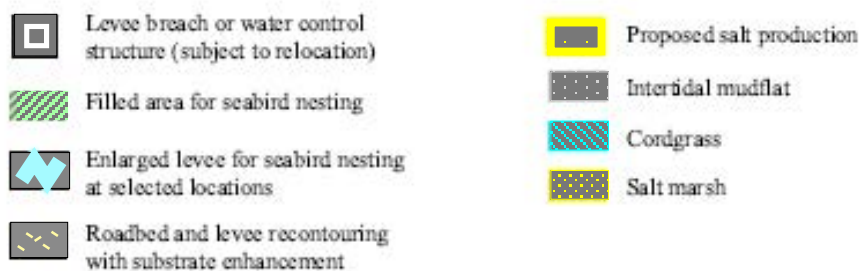 Levee breach or water control
structure (subject to relocation)
Filled area for seabird nesting
Enlarged levee for seabird nesting
at selected locations
Roadbed and levee recontouring
with substrate enhancement
Proposed salt production
Intertidal mudflat
Cordgrass
Salt marsh